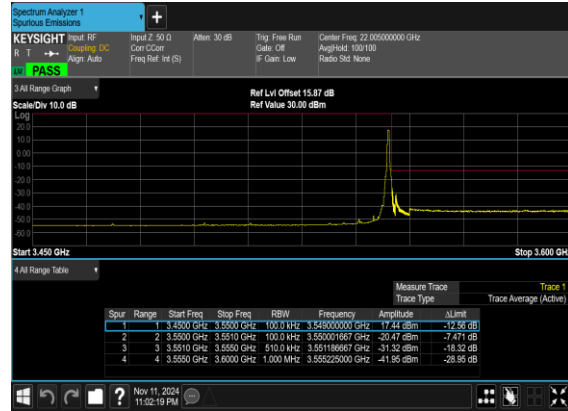 Spectrum Analyzer 1
Spurious Emissions
KEYSIGHT Input: RF Input Z: 50 Ω Atten: 30 dB Trig: Free Run Center Freq: 22.005000000 GHz
R T Coupling: DC Corr CCorr Gate: Off Avg|Hold: 100/100
Align: Auto Freq Ref: Int (S) IF Gain: Low Radio Std: None
PASS
3 All Range Graph
Ref Lvl Offset 15.87 dB
Scale/Div 10.0 dB Ref Value 30.00 dBm
Log
20.0
10.0
0.00
-10.0
-20.0
-30.0
-40.0
-50.0
-60.0
Start 3.450 GHz Stop 3.600 GHz
4 All Range Table
Measure Trace Trace 1
Trace Type Trace Average (Active)
Spur Range Start Freq Stop Freq RBW Frequency Amplitude ΔLimit
1 1 3.4500 GHz 3.5500 GHz 100.0 kHz 3.549000000 GHz 17.44 dBm -12.56 dB
2 2 3.5500 GHz 3.5510 GHz 100.0 kHz 3.550001667 GHz -20.47 dBm -7.471 dB
3 3 3.5510 GHz 3.5550 GHz 510.0 kHz 3.551186667 GHz -31.32 dBm -18.32 dB
4 4 3.5550 GHz 3.6000 GHz 1.000 MHz 3.555225000 GHz -41.95 dBm -28.95 dB
? Nov 11, 2024
11:02:19 PM